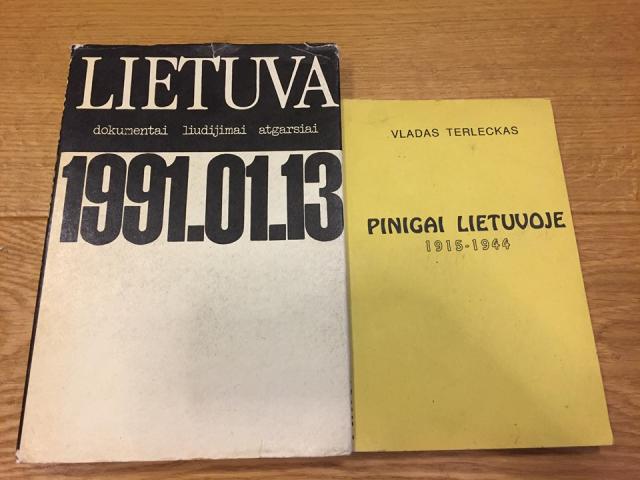 LIETUVA
dokumentai liudijimai atgarsiai
1991.01.13
VLADAS TERLECKAS
PINIGAI LIETUVOJE
1915-1944